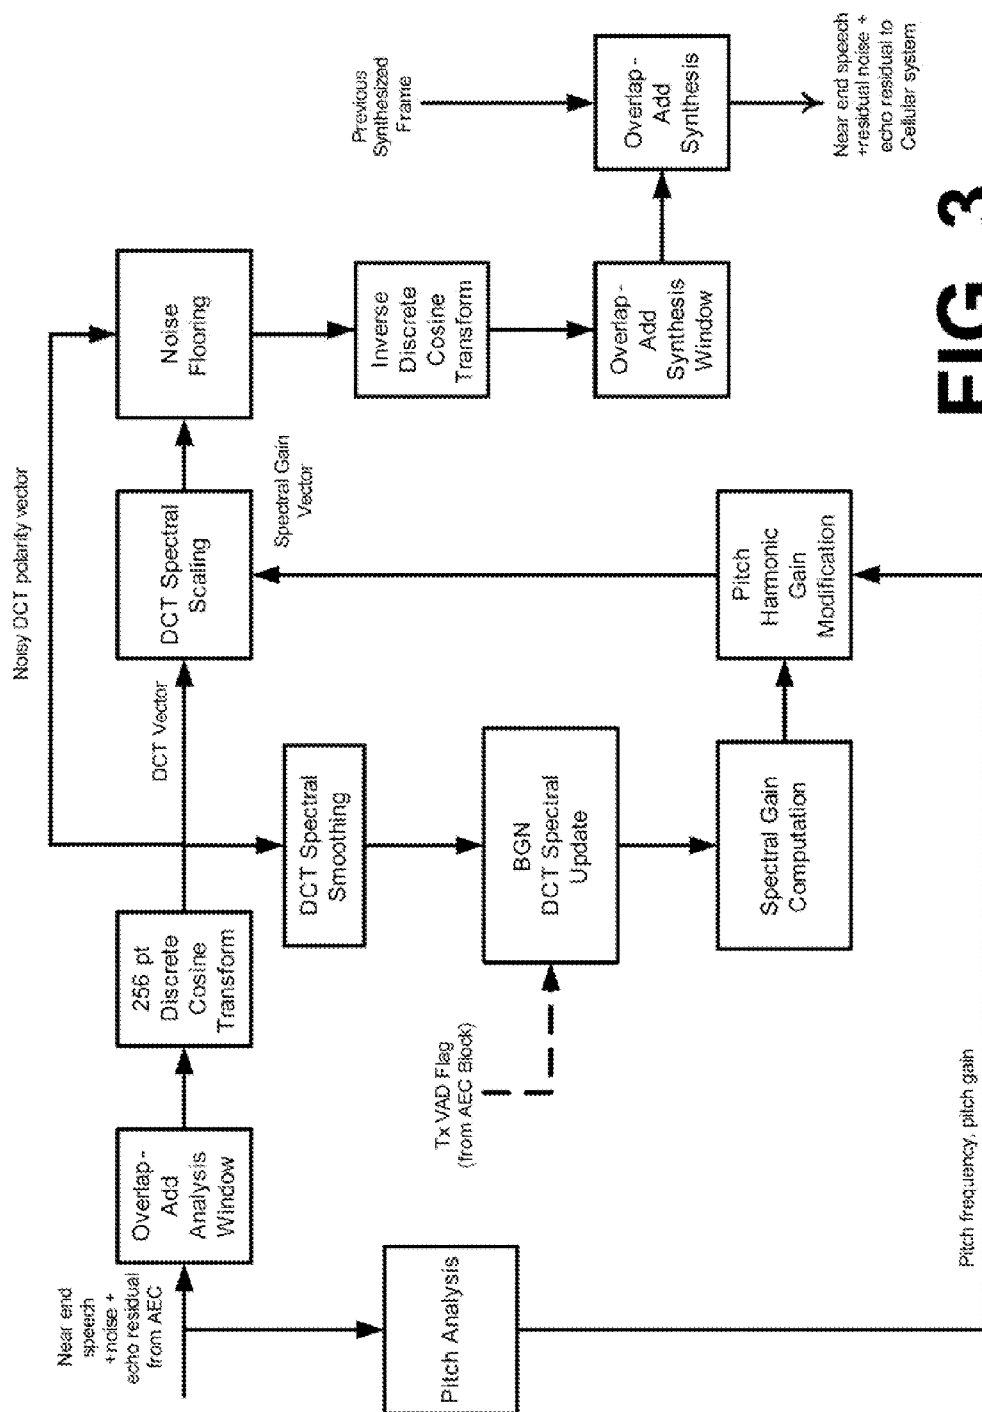 Near end
speech
+noise +
echo residual
from AEC
Overlap-
Add
Analysis
Window
256 pt
Discrete
Cosine
Transform
DCT Vector
Noisy DCT polarity vector
DCT Spectral
Scaling
Noise
Flooring
Spectral Gain
Vector
Pitch Analysis
DCT Spectral
Smoothing
Inverse
Discrete
Cosine
Transform
Previous
Synthesized
Frame
Tx VAD Flag
(from AEC Block)
BGN
DCT Spectral
Update
Overlap-
Add
Synthesis
Window
Overlap-
Add
Synthesis
Spectral Gain
Computation
Pitch
Harmonic
Gain
Modification
Near end speech
+residual noise +
echo residual to
Cellular system
Pitch frequency, pitch gain
FIG 3